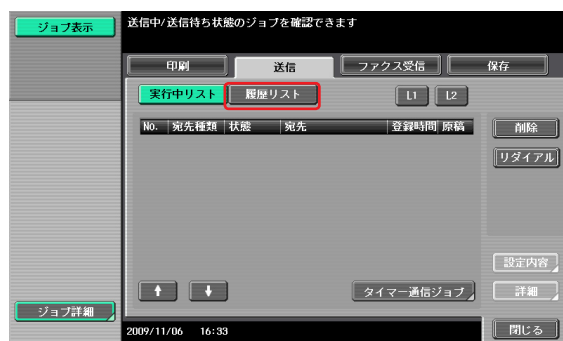 ジョブ表示
送信中/送信待ち状態のジョブを確認できます
印刷 送信 ファクス受信 保存
実行中リスト 履歴リスト L1 L2
No. 宛先種類 状態 宛先 登録時間 原稿
削除
リダイアル
設定内容
↑ ↓ タイマー通信ジョブ 詳細
ジョブ詳細
2009/11/06 16:33 閉じる